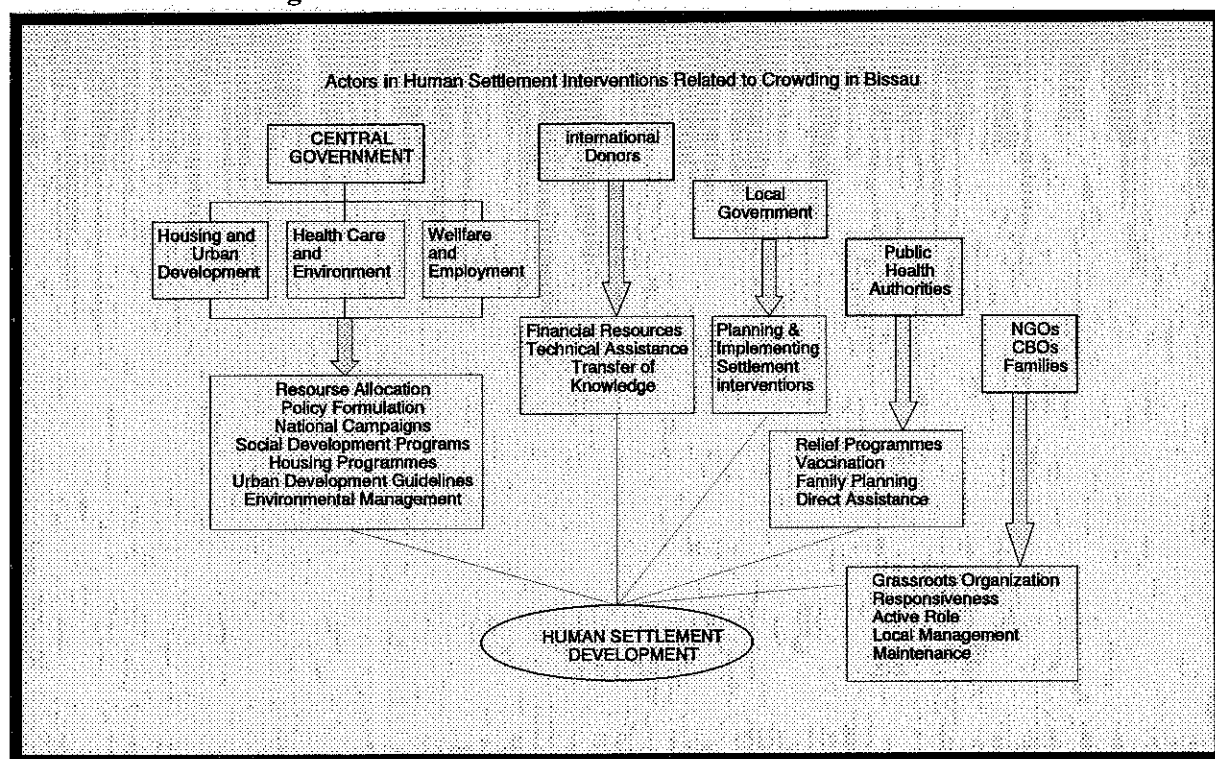 Actors in Human Settlement Interventions Related to Crowding in Bissau
CENTRAL
GOVERNMENT
Housing and
Urban
Development
Health Care
and
Environment
Wellfare
and
Employment
Resourse Allocation
Policy Formulation
National Campaigns
Social Development Programs
Housing Programmes
Urban Development Guidelines
Environmental Management
International
Donors
Financial Resources
Technical Assistance
Transfer of
Knowledge
Local
Government
Planning &
Implementing
Settlement
interventions
Public
Health
Authorities
Relief Programmes
Vaccination
Family Planning
Direct Assistance
NGOs
CBOs
Families
Grassroots Organization
Responsiveness
Active Role
Local Management
Maintenance
HUMAN SETTLEMENT
DEVELOPMENT